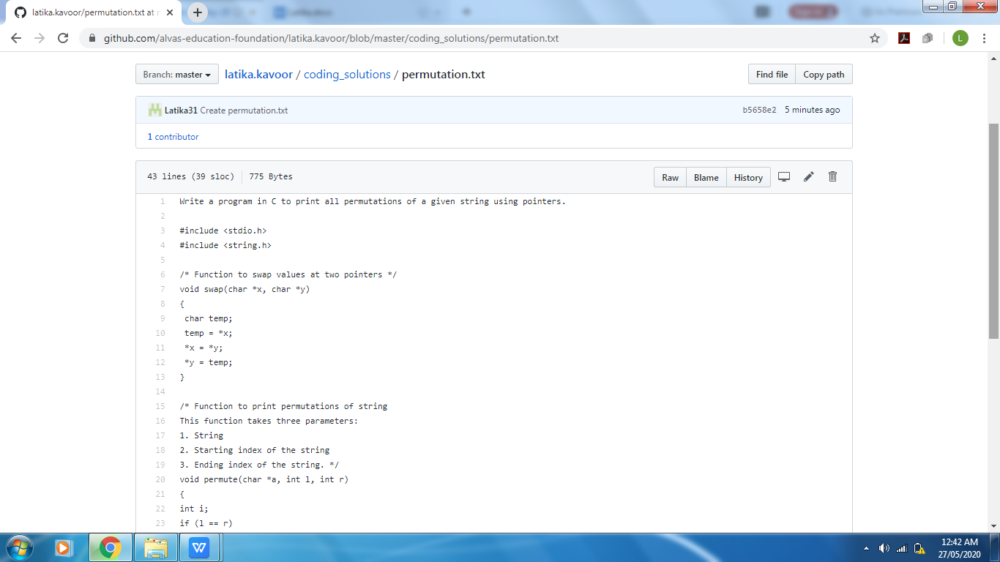 latika.kavoor/permutation.txt at
github.com/alvas-education-foundation/latika.kavoor/blob/master/coding_solutions/permutation.txt
L
Branch: master
latika.kavoor / coding_solutions / permutation.txt
Find file
Copy path
Latika31 Create permutation.txt
b5658e2 5 minutes ago
1 contributor
43 lines (39 sloc) 775 Bytes
Raw
Blame
History
1 Write a program in C to print all permutations of a given string using pointers.
2
3 #include <stdio.h>
4 #include <string.h>
5
6 /* Function to swap values at two pointers */
7 void swap(char *x, char *y)
8 {
9 char temp;
10 temp = *x;
11 *x = *y;
12 *y = temp;
13 }
14
15 /* Function to print permutations of string
16 This function takes three parameters:
17 1. String
18 2. Starting index of the string
19 3. Ending index of the string. */
20 void permute(char *a, int l, int r)
21 {
22 int i;
23 if (l == r)
W
12:42 AM
27/05/2020